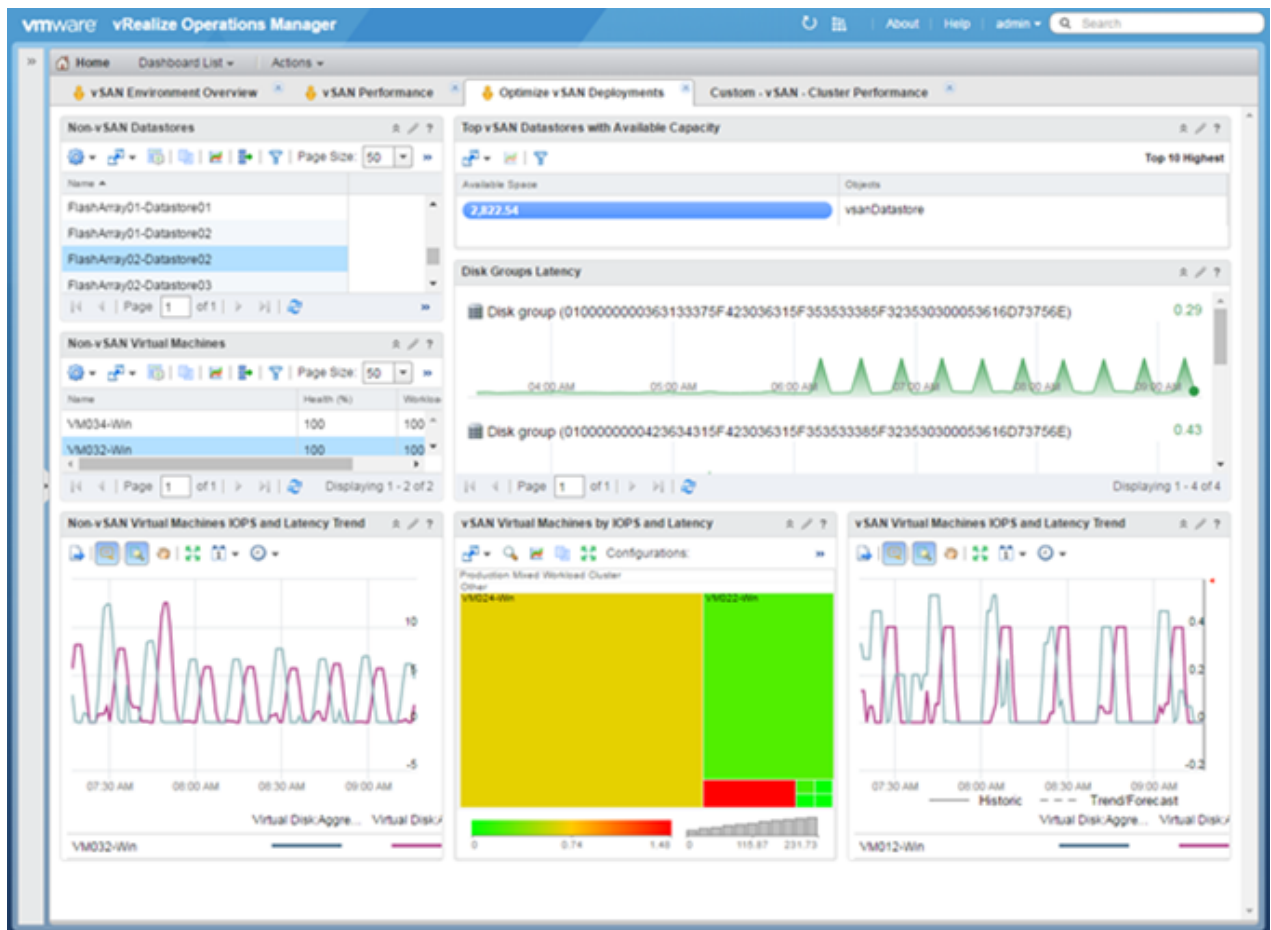 vmware vRealize Operations Manager About Help admin Search
Home Dashboard List Actions
vSAN Environment Overview vSAN Performance Optimize vSAN Deployments Custom - vSAN - Cluster Performance
Non-vSAN Datastores
Page Size: 50
Name
FlashArray01-Datastore01
FlashArray01-Datastore02
FlashArray02-Datastore02
FlashArray02-Datastore03
Page 1 of 1
Top vSAN Datastores with Available Capacity
Top 10 Highest
Available Space Objects
2,822.54 vsanDatastore
Non-vSAN Virtual Machines
Page Size: 50
Name Health (%) Workloa
VM034-Win 100 100
VM032-Win 100 100
Page 1 of 1 Displaying 1 - 2 of 2
Disk Groups Latency
Disk group (0100000000363133375F423036315F353533385F323530300053616D73756E) 0.29
04:00 AM 05:00 AM 06:00 AM 07:00 AM 08:00 AM 09:00 AM
Disk group (0100000000423634315F423036315F353533385F323530300053616D73756E) 0.43
Page 1 of 1 Displaying 1 - 4 of 4
Non-vSAN Virtual Machines IOPS and Latency Trend
10
5
0
-5
07:30 AM 08:00 AM 08:30 AM 09:00 AM
Virtual Disk:Aggre... Virtual Disk:A
VM032-Win
vSAN Virtual Machines by IOPS and Latency
Configurations:
Production Mixed Workload Cluster
Other
VM024-Win VM022-Win
0 0.74 1.48 0 115.87 231.73
vSAN Virtual Machines IOPS and Latency Trend
0.4
0.2
0
-0.2
07:30 AM 08:00 AM 08:30 AM 09:00 AM
Historic Trend/Forecast
Virtual Disk:Aggre... Virtual Disk:A
VM012-Win